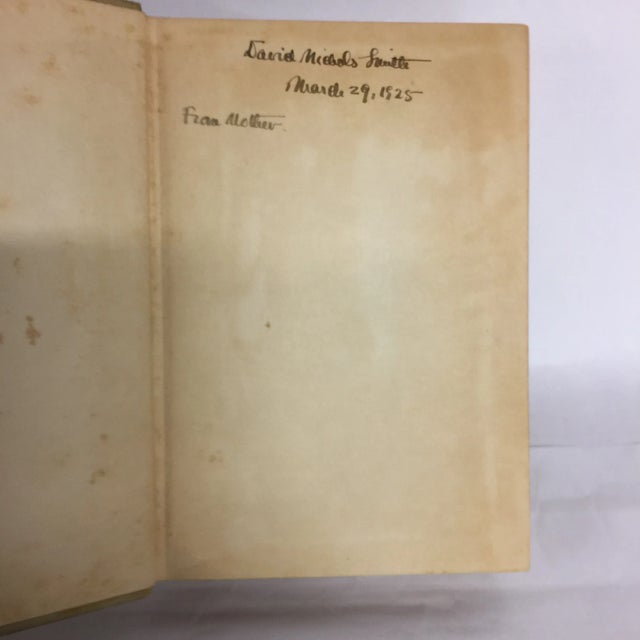 David Nichols Smith
March 29, 1925
From Mother.